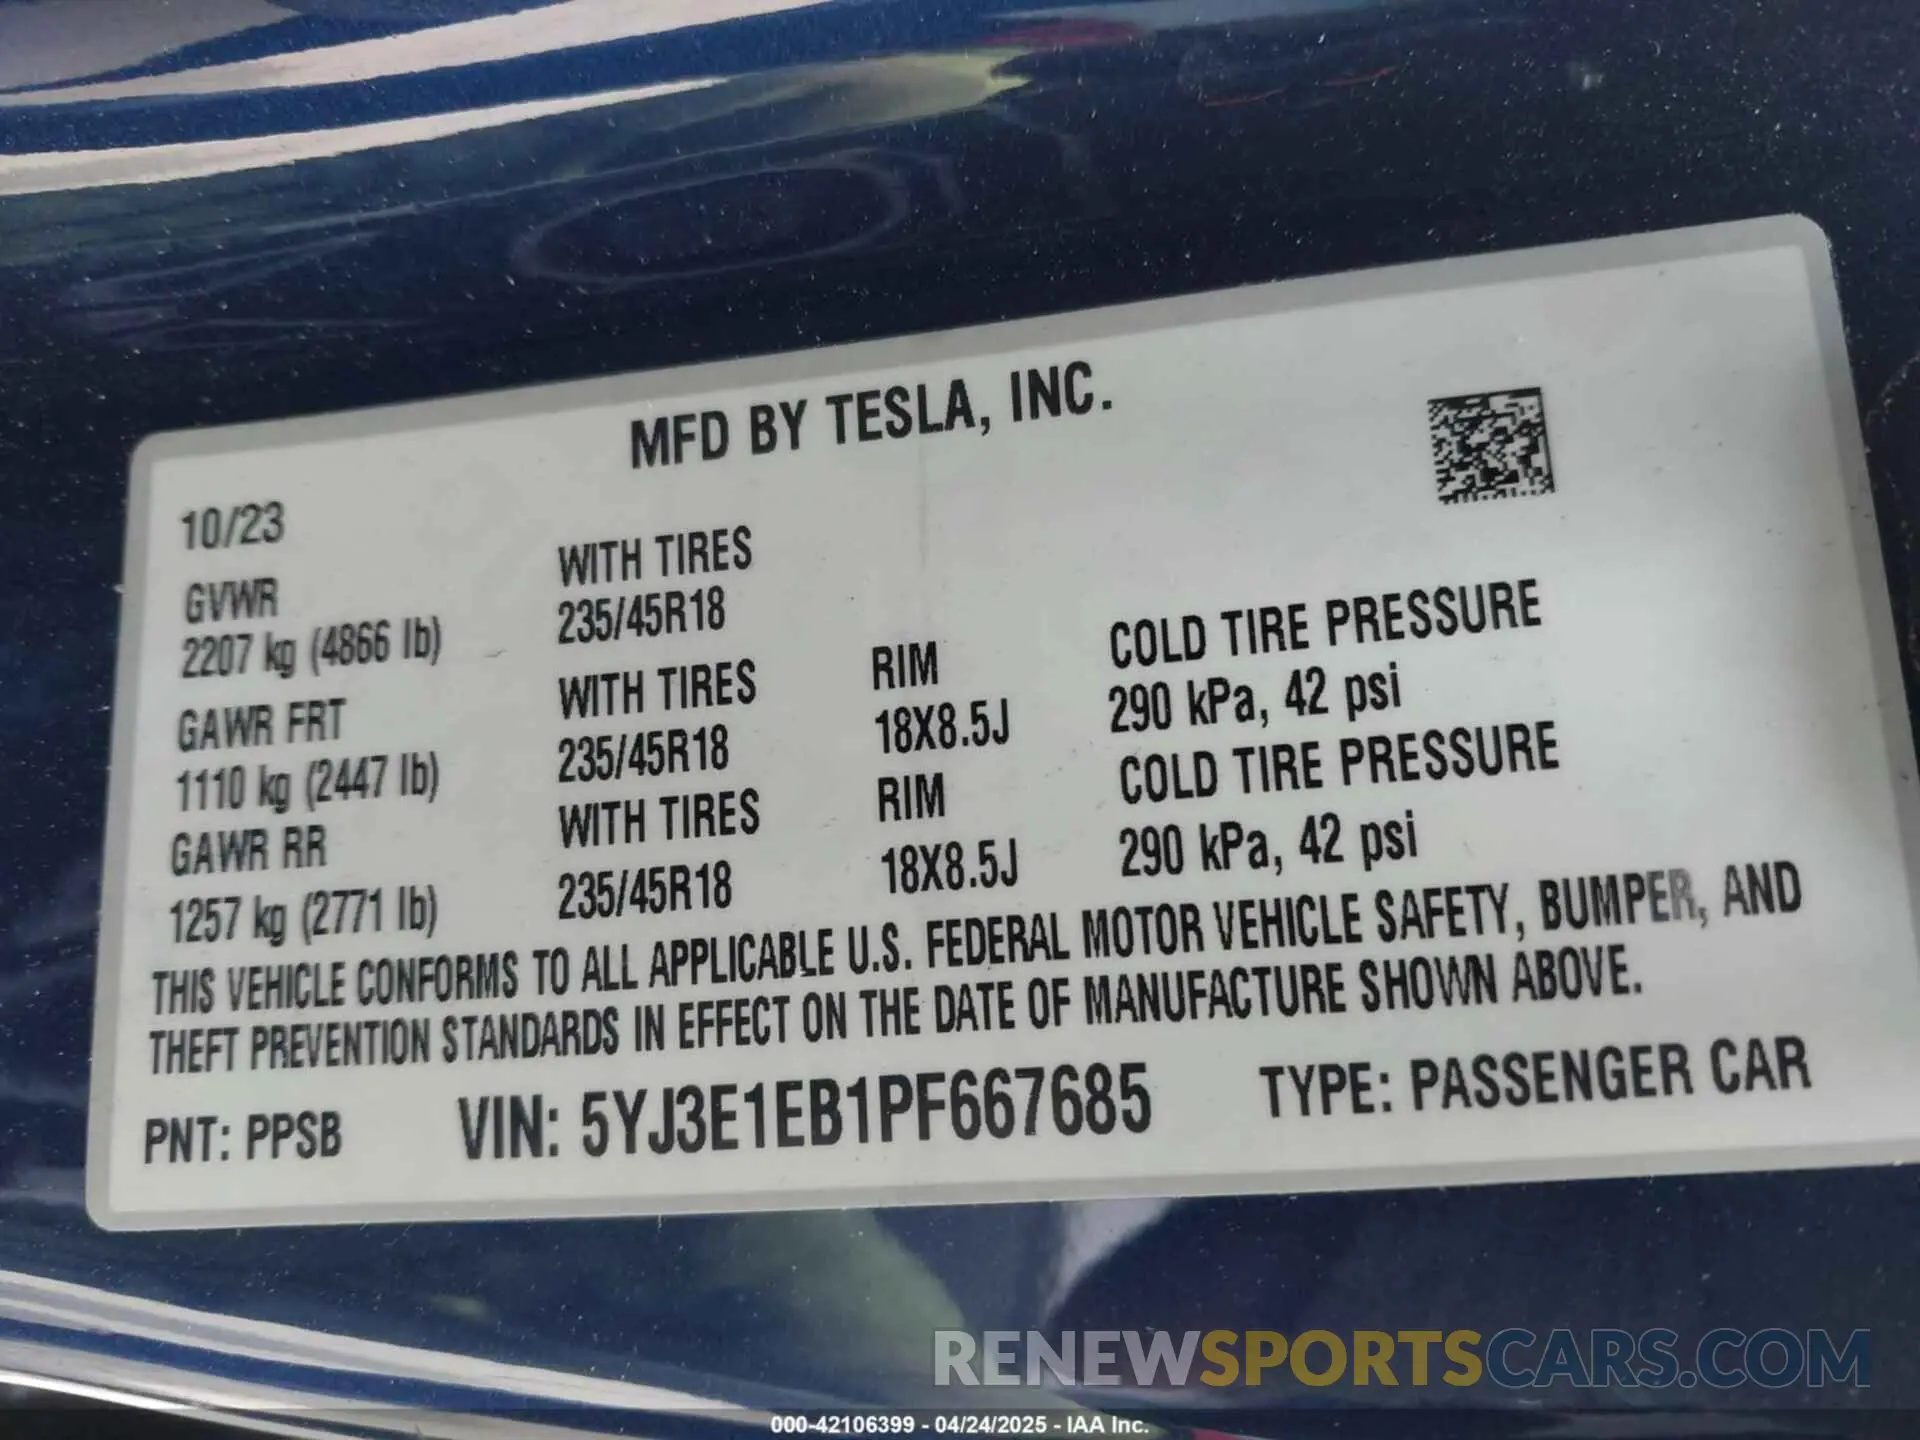 MFD BY TESLA, INC.
10/23
GVWR
2207 kg (4866 lb)
WITH TIRES
235/45R18
GAWR FRT
1110 kg (2447 lb)
WITH TIRES
235/45R18
RIM
18X8.5J
COLD TIRE PRESSURE
290 kPa, 42 psi
GAWR RR
1257 kg (2771 lb)
WITH TIRES
235/45R18
RIM
18X8.5J
COLD TIRE PRESSURE
290 kPa, 42 psi
THIS VEHICLE CONFORMS TO ALL APPLICABLE U.S. FEDERAL MOTOR VEHICLE SAFETY, BUMPER, AND
THEFT PREVENTION STANDARDS IN EFFECT ON THE DATE OF MANUFACTURE SHOWN ABOVE.
PNT: PPSB VIN: 5YJ3E1EB1PF667685 TYPE: PASSENGER CAR
RENEWSPORTSCARS.COM
000-42106399 - 04/24/2025 - IAA Inc.